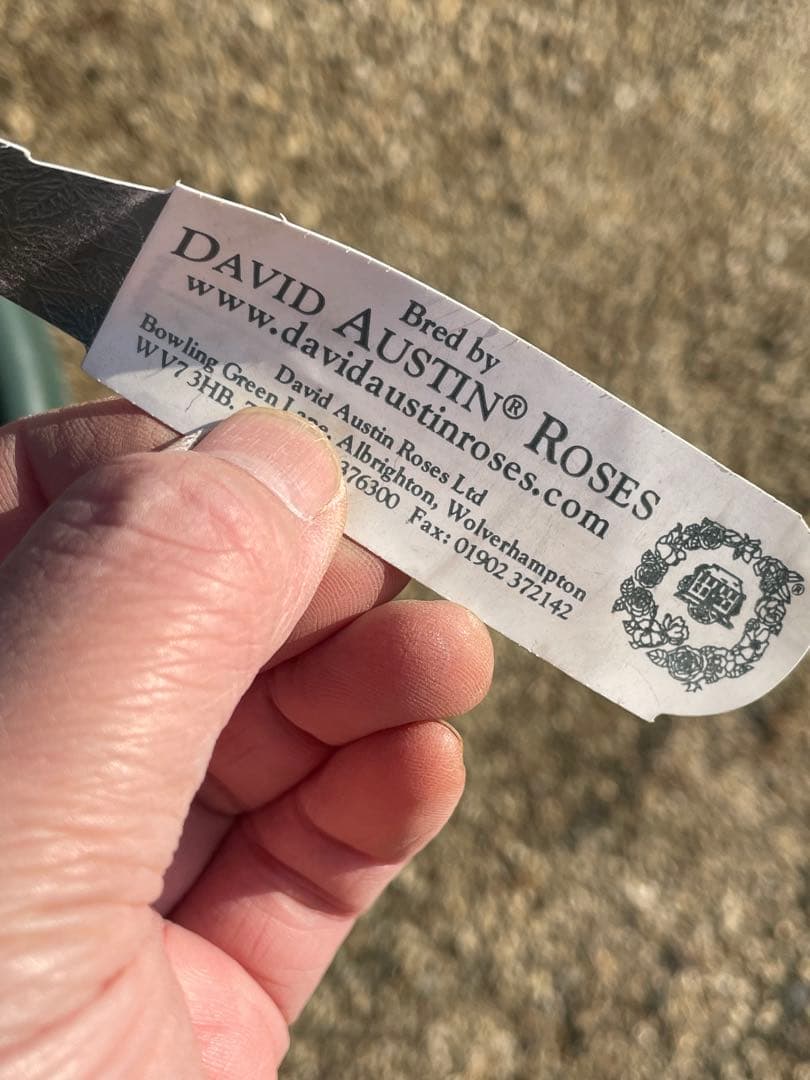 Bred by
DAVID AUSTIN® ROSES
www.davidaustinroses.com
David Austin Roses Ltd
Bowling Green Lane, Albrighton, Wolverhampton
WV7 3HB. 376300 Fax: 01902 372142
®